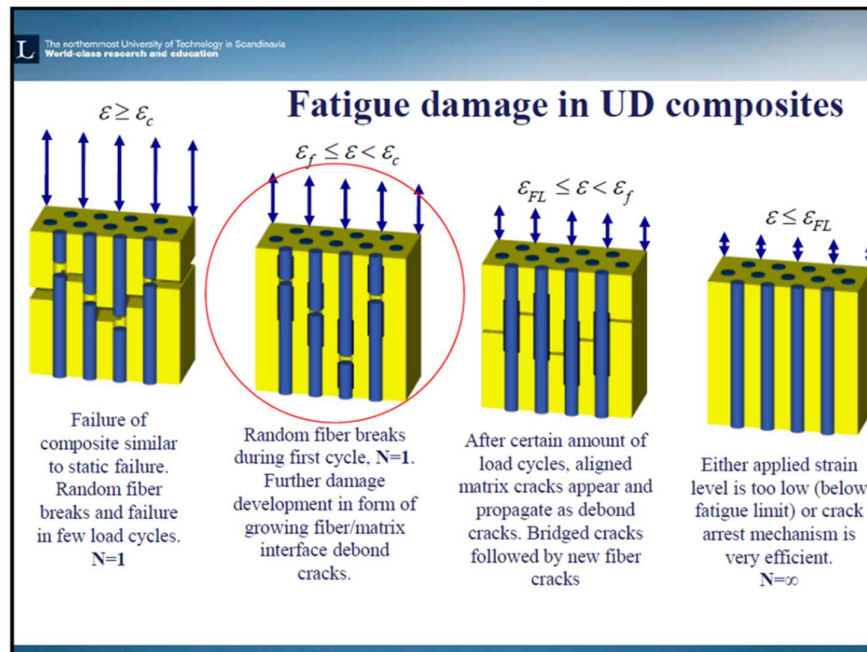 L The northernmost University of Technology in Scandinavia
World-class research and education
Fatigue damage in UD composites
ε ≥ ε_c
ε_f ≤ ε < ε_c
ε_FL ≤ ε < ε_f
ε ≤ ε_FL
Failure of
composite similar
to static failure.
Random fiber
breaks and failure
in few load cycles.
N=1
Random fiber breaks
during first cycle, N=1.
Further damage
development in form of
growing fiber/matrix
interface debond
cracks.
After certain amount of
load cycles, aligned
matrix cracks appear and
propagate as debond
cracks. Bridged cracks
followed by new fiber
cracks
Either applied strain
level is too low (below
fatigue limit) or crack
arrest mechanism is
very efficient.
N=∞